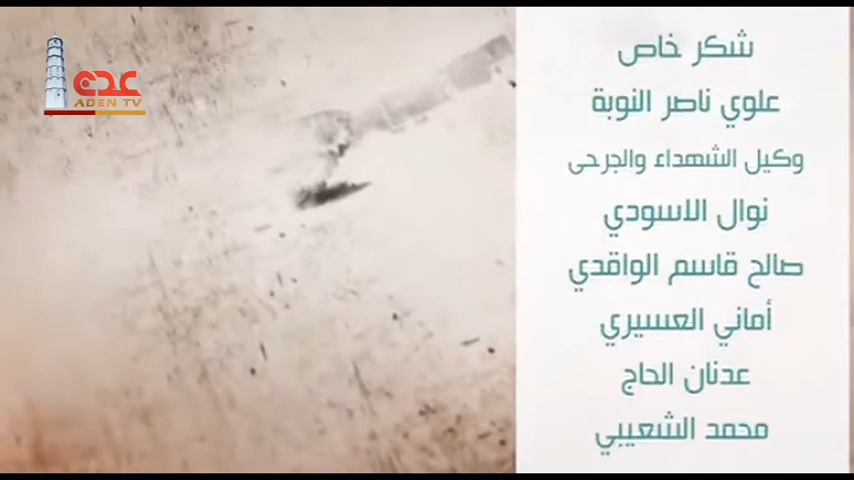 عدن
ADEN TV
شكر خاص
علوي ناصر النوبة
وكيل الشهداء والجرحى
نوال الاسودي
صالح قاسم الواقدي
أماني العسيري
عدنان الحاج
محمد الشعيبي